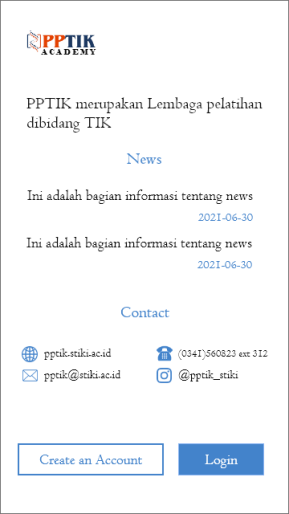 PPTIK
ACADEMY
PPTIK merupakan Lembaga pelatihan
dibidang TIK
News
Ini adalah bagian informasi tentang news
2021-06-30
Ini adalah bagian informasi tentang news
2021-06-30
Contact
pptik.stiki.ac.id
(0341)560823 ext 312
pptik@stiki.ac.id
@pptik_stiki
Create an Account
Login